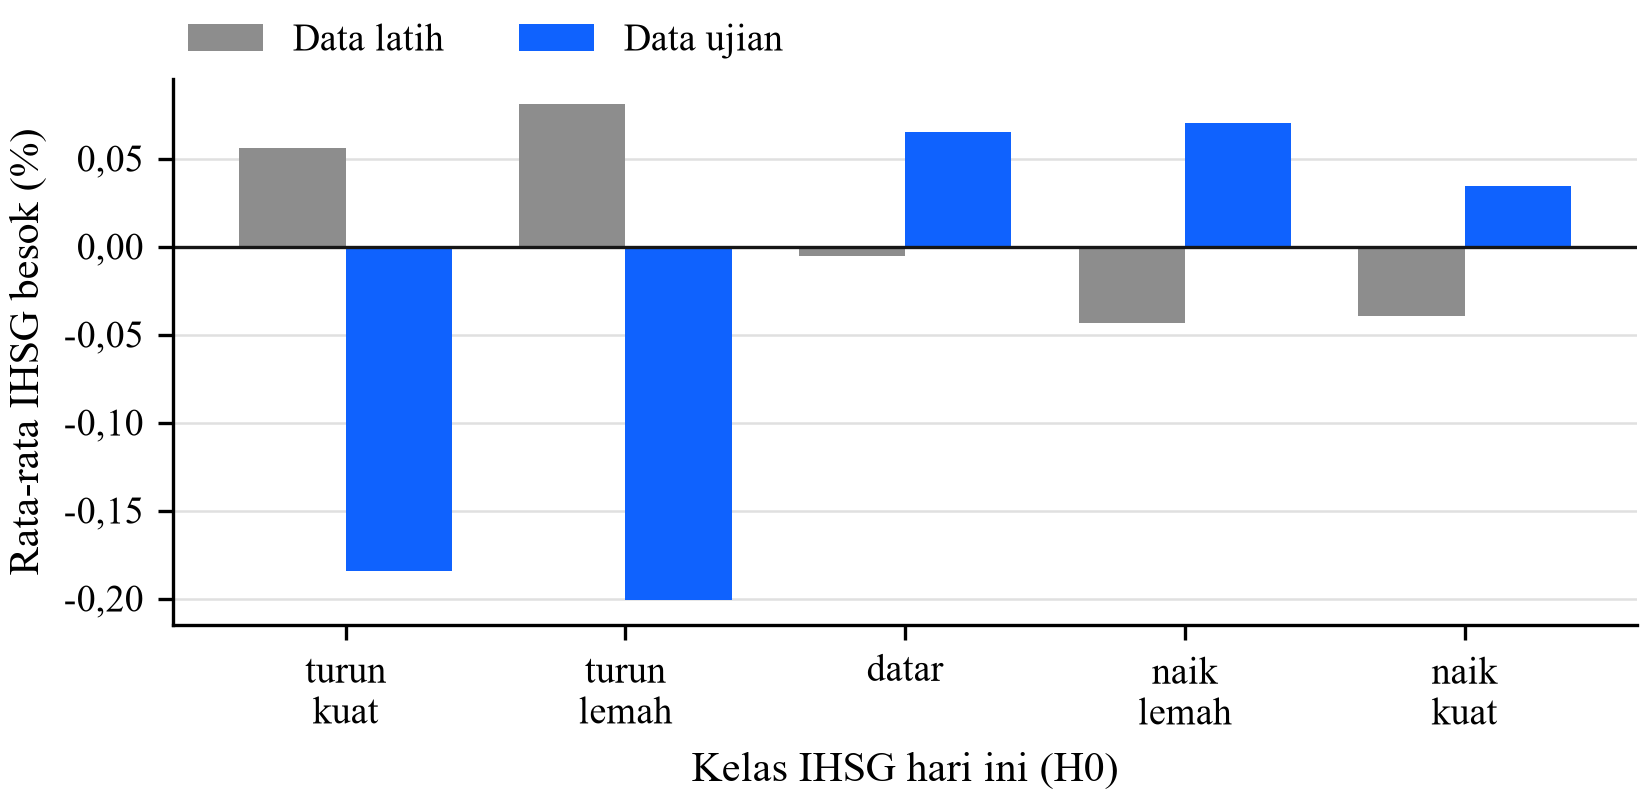 Data latih
Data ujian
Rata-rata IHSG besok (%)
0,05
0,00
-0,05
-0,10
-0,15
-0,20
turun
kuat
turun
lemah
datar
naik
lemah
naik
kuat
Kelas IHSG hari ini (H0)